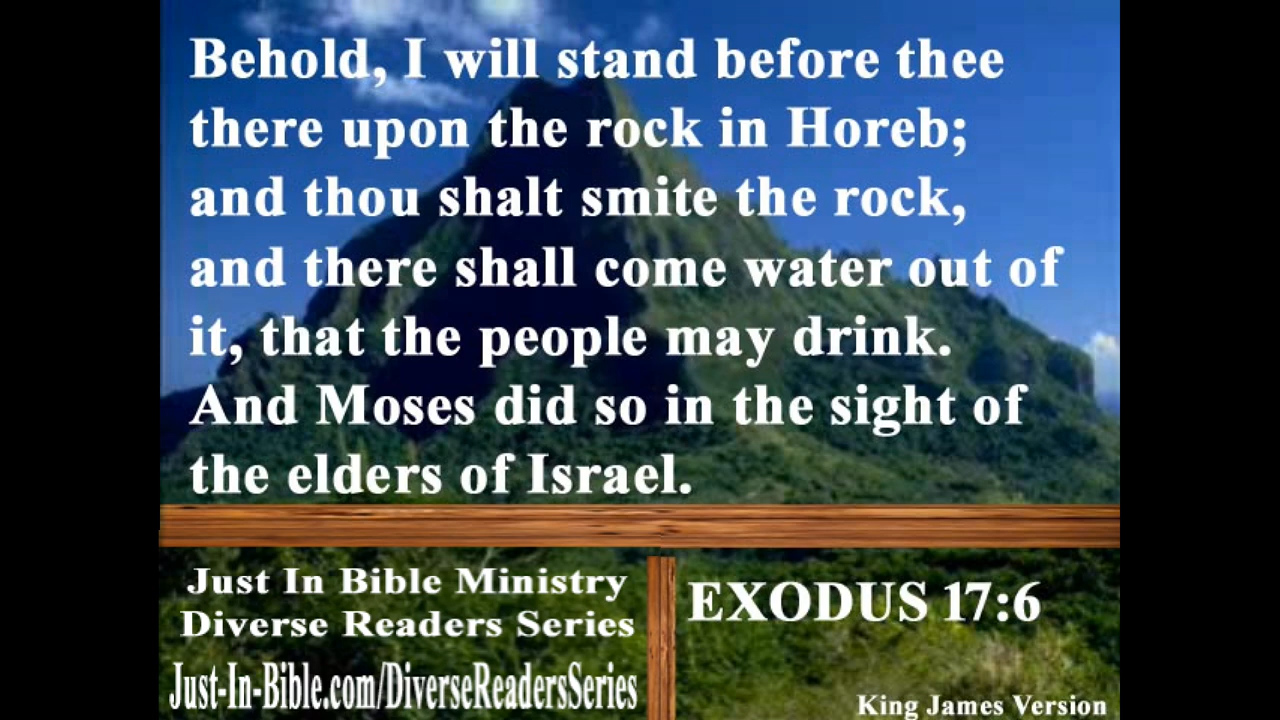 Behold, I will stand before thee
there upon the rock in Horeb;
and thou shalt smite the rock,
and there shall come water out of
it, that the people may drink.
And Moses did so in the sight of
the elders of Israel.
Just In Bible Ministry
Diverse Readers Series
Just-In-Bible.com/DiverseReadersSeries
EXODUS 17:6
King James Version